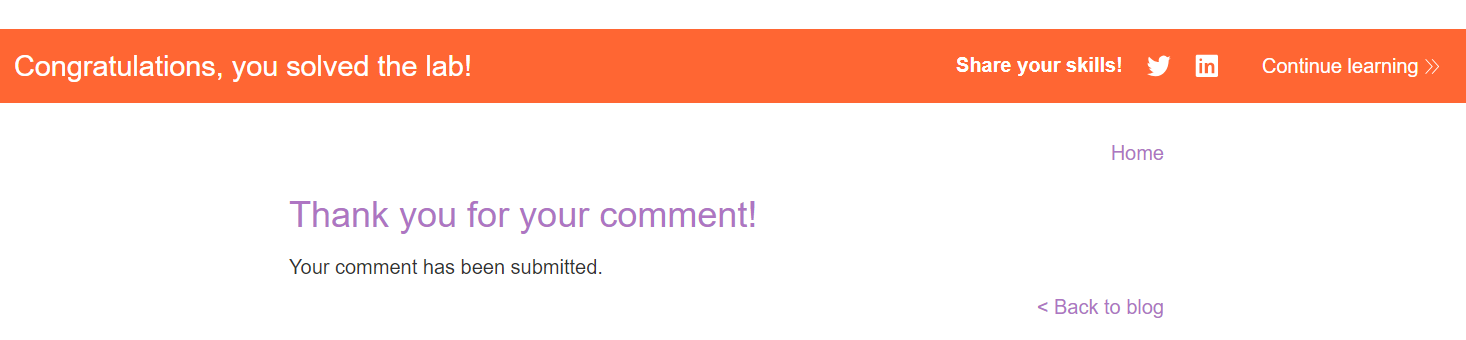 Congratulations, you solved the lab!
Share your skills!
Continue learning
Home
Thank you for your comment!
Your comment has been submitted.
< Back to blog